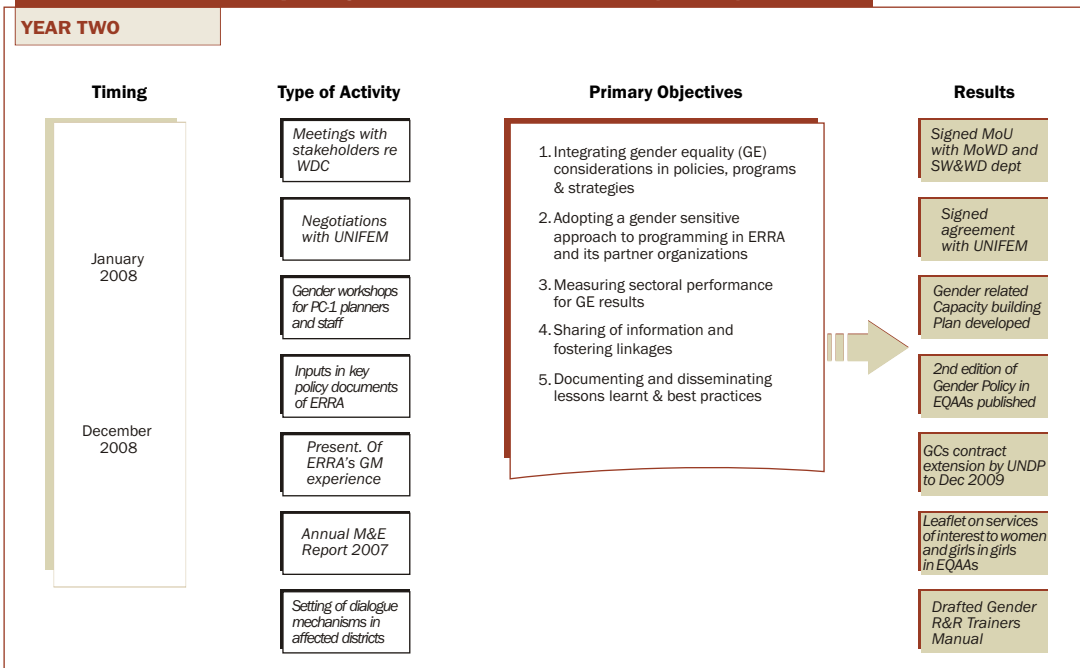 YEAR TWO
Timing
January
2008
December
2008
Type of Activity
Meetings with
stakeholders re
WDC
Negotiations
with UNIFEM
Gender workshops
for PC-1 planners
and staff
Inputs in key
policy documents
of ERRA
Present. Of
ERRA's GM
experience
Annual M&E
Report 2007
Setting of dialogue
mechanisms in
affected districts
Primary Objectives
1. Integrating gender equality (GE)
considerations in policies, programs
& strategies
2. Adopting a gender sensitive
approach to programming in ERRA
and its partner organizations
3. Measuring sectoral performance
for GE results
4. Sharing of information and
fostering linkages
5. Documenting and disseminating
lessons learnt & best practices
Results
Signed MoU
with MoWD and
SW&WD dept
Signed
agreement
with UNIFEM
Gender related
Capacity building
Plan developed
2nd edition of
Gender Policy in
EQAAs published
GCs contract
extension by UNDP
to Dec 2009
Leaflet on services
of interest to women
and girls in girls
in EQAAs
Drafted Gender
R&R Trainers
Manual